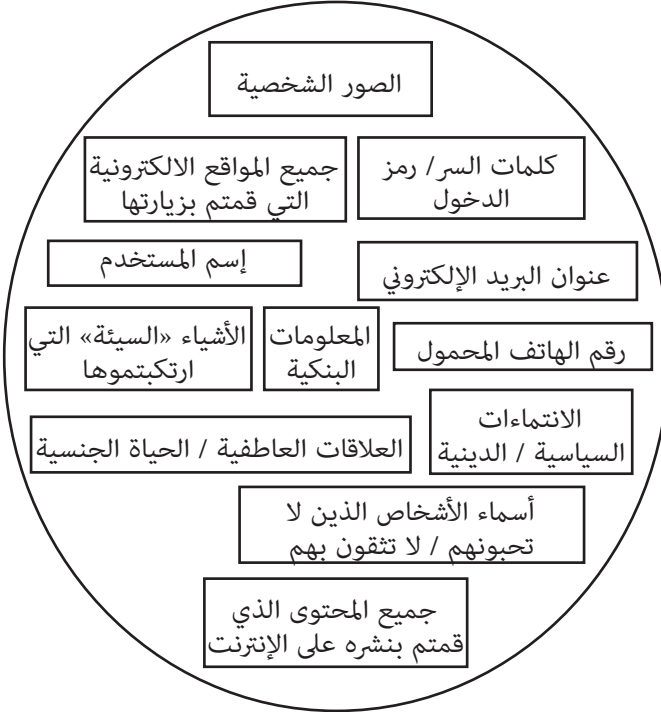 الصور الشخصية
كلمات السر/ رمز
الدخول
جميع المواقع الالكترونية
التي قمتم بزيارتها
إسم المستخدم
عنوان البريد الإلكتروني
رقم الهاتف المحمول
المعلومات
البنكية
الأشياء «السيئة» التي
ارتكبتموها
الانتماءات
السياسية / الدينية
العلاقات العاطفية / الحياة الجنسية
أسماء الأشخاص الذين لا
تحبونهم / لا تثقون بهم
جميع المحتوى الذي
قمتم بنشره على الإنترنت